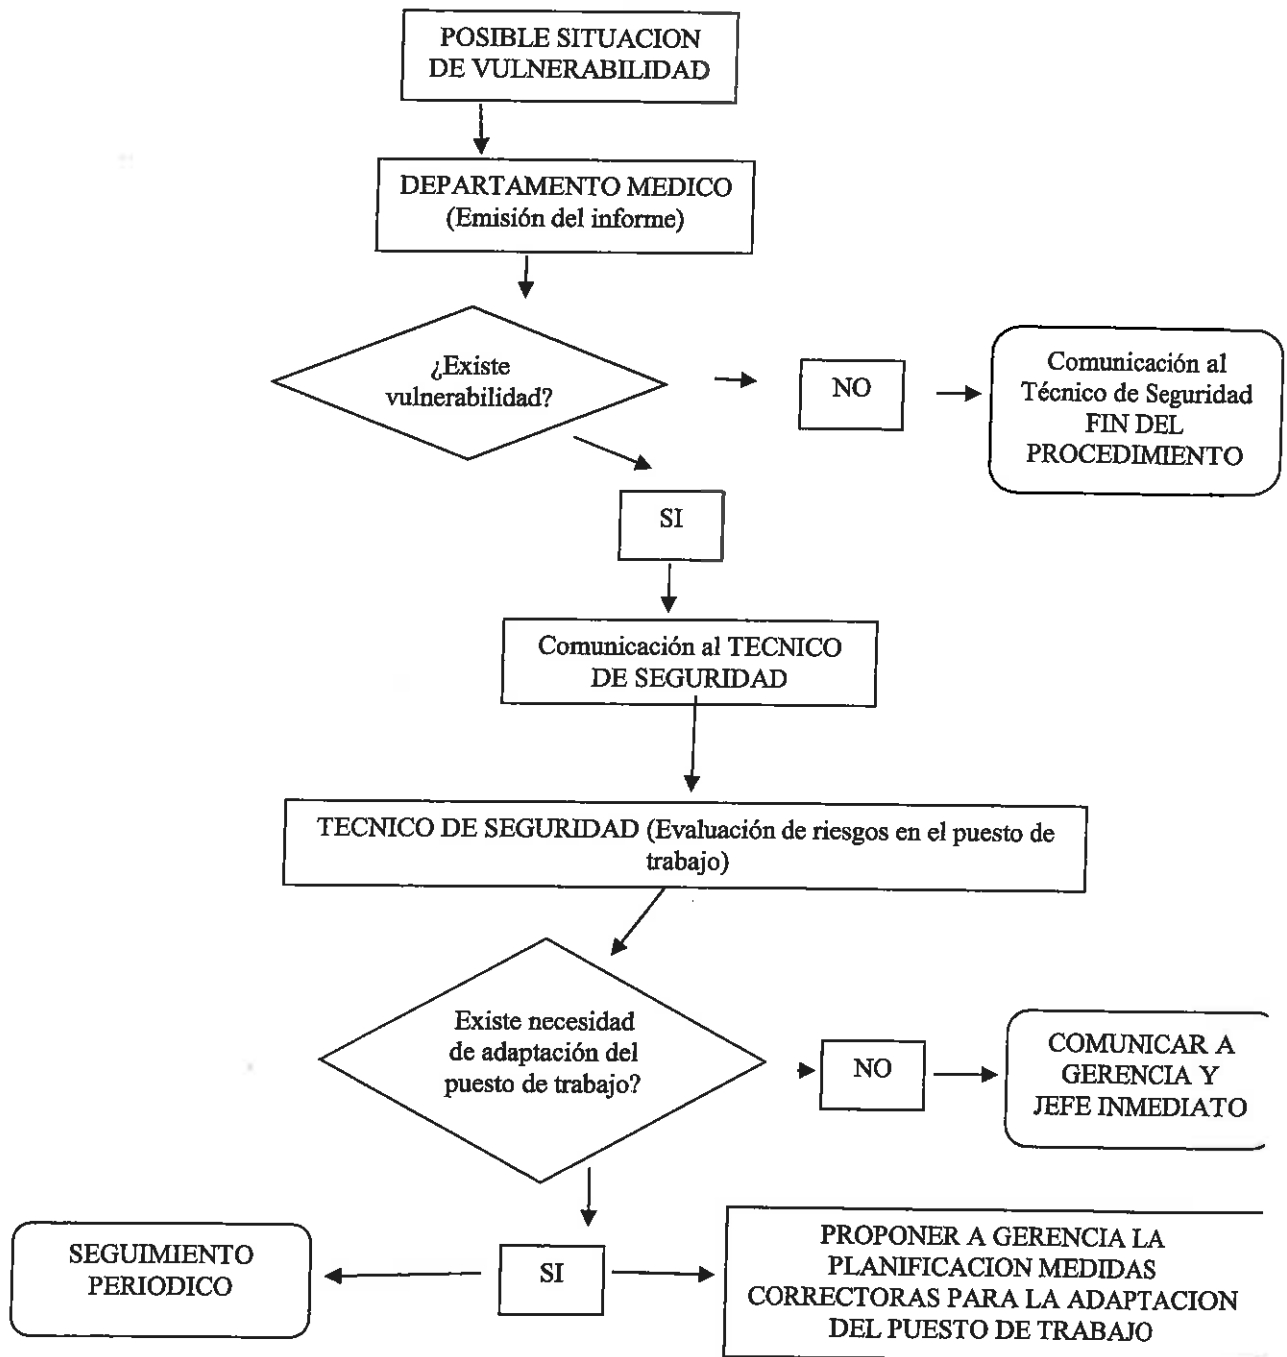 POSIBLE SITUACION
DE VULNERABILIDAD
DEPARTAMENTO MEDICO
(Emisión del informe)
¿Existe
vulnerabilidad?
NO
Comunicación al
Técnico de Seguridad
FIN DEL
PROCEDIMIENTO
SI
Comunicación al TECNICO
DE SEGURIDAD
TECNICO DE SEGURIDAD (Evaluación de riesgos en el puesto de
trabajo)
Existe necesidad
de adaptación del
puesto de trabajo?
NO
COMUNICAR A
GERENCIA Y
JEFE INMEDIATO
SEGUIMIENTO
PERIODICO
SI
PROPONER A GERENCIA LA
PLANIFICACION MEDIDAS
CORRECTORAS PARA LA ADAPTACION
DEL PUESTO DE TRABAJO